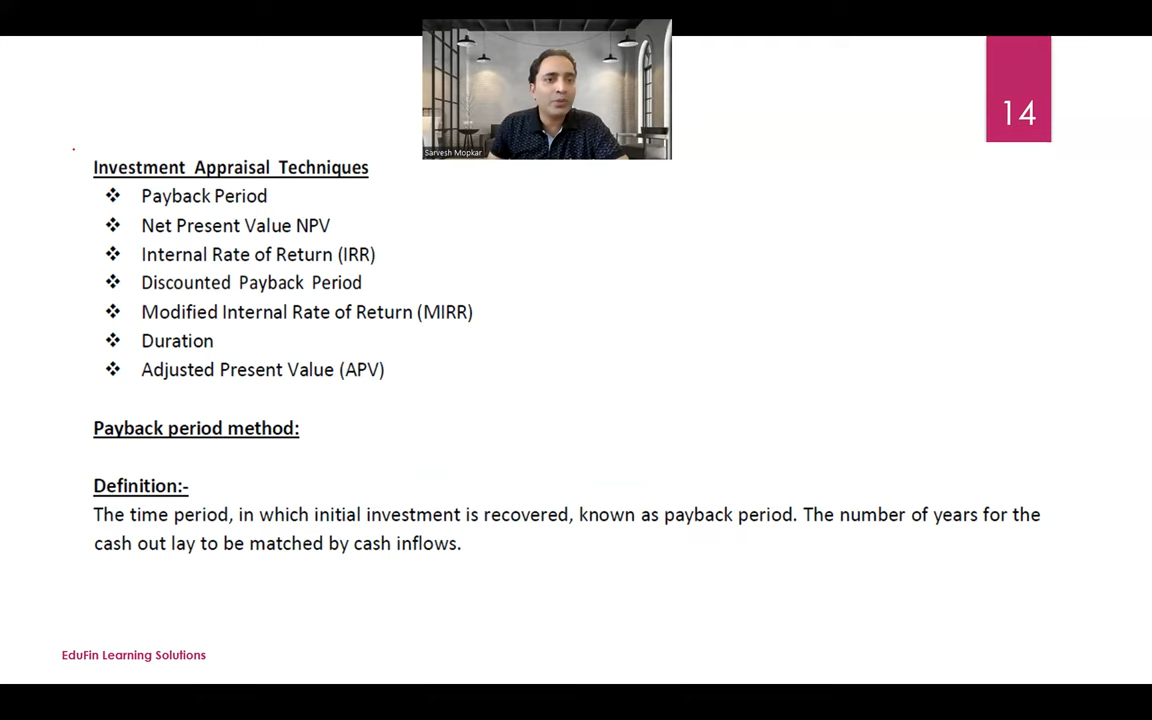 Sarvesh Mopkar
14
Investment Appraisal Techniques
❖ Payback Period
❖ Net Present Value NPV
❖ Internal Rate of Return (IRR)
❖ Discounted Payback Period
❖ Modified Internal Rate of Return (MIRR)
❖ Duration
❖ Adjusted Present Value (APV)
Payback period method:
Definition:-
The time period, in which initial investment is recovered, known as payback period. The number of years for the
cash out lay to be matched by cash inflows.
EduFin Learning Solutions